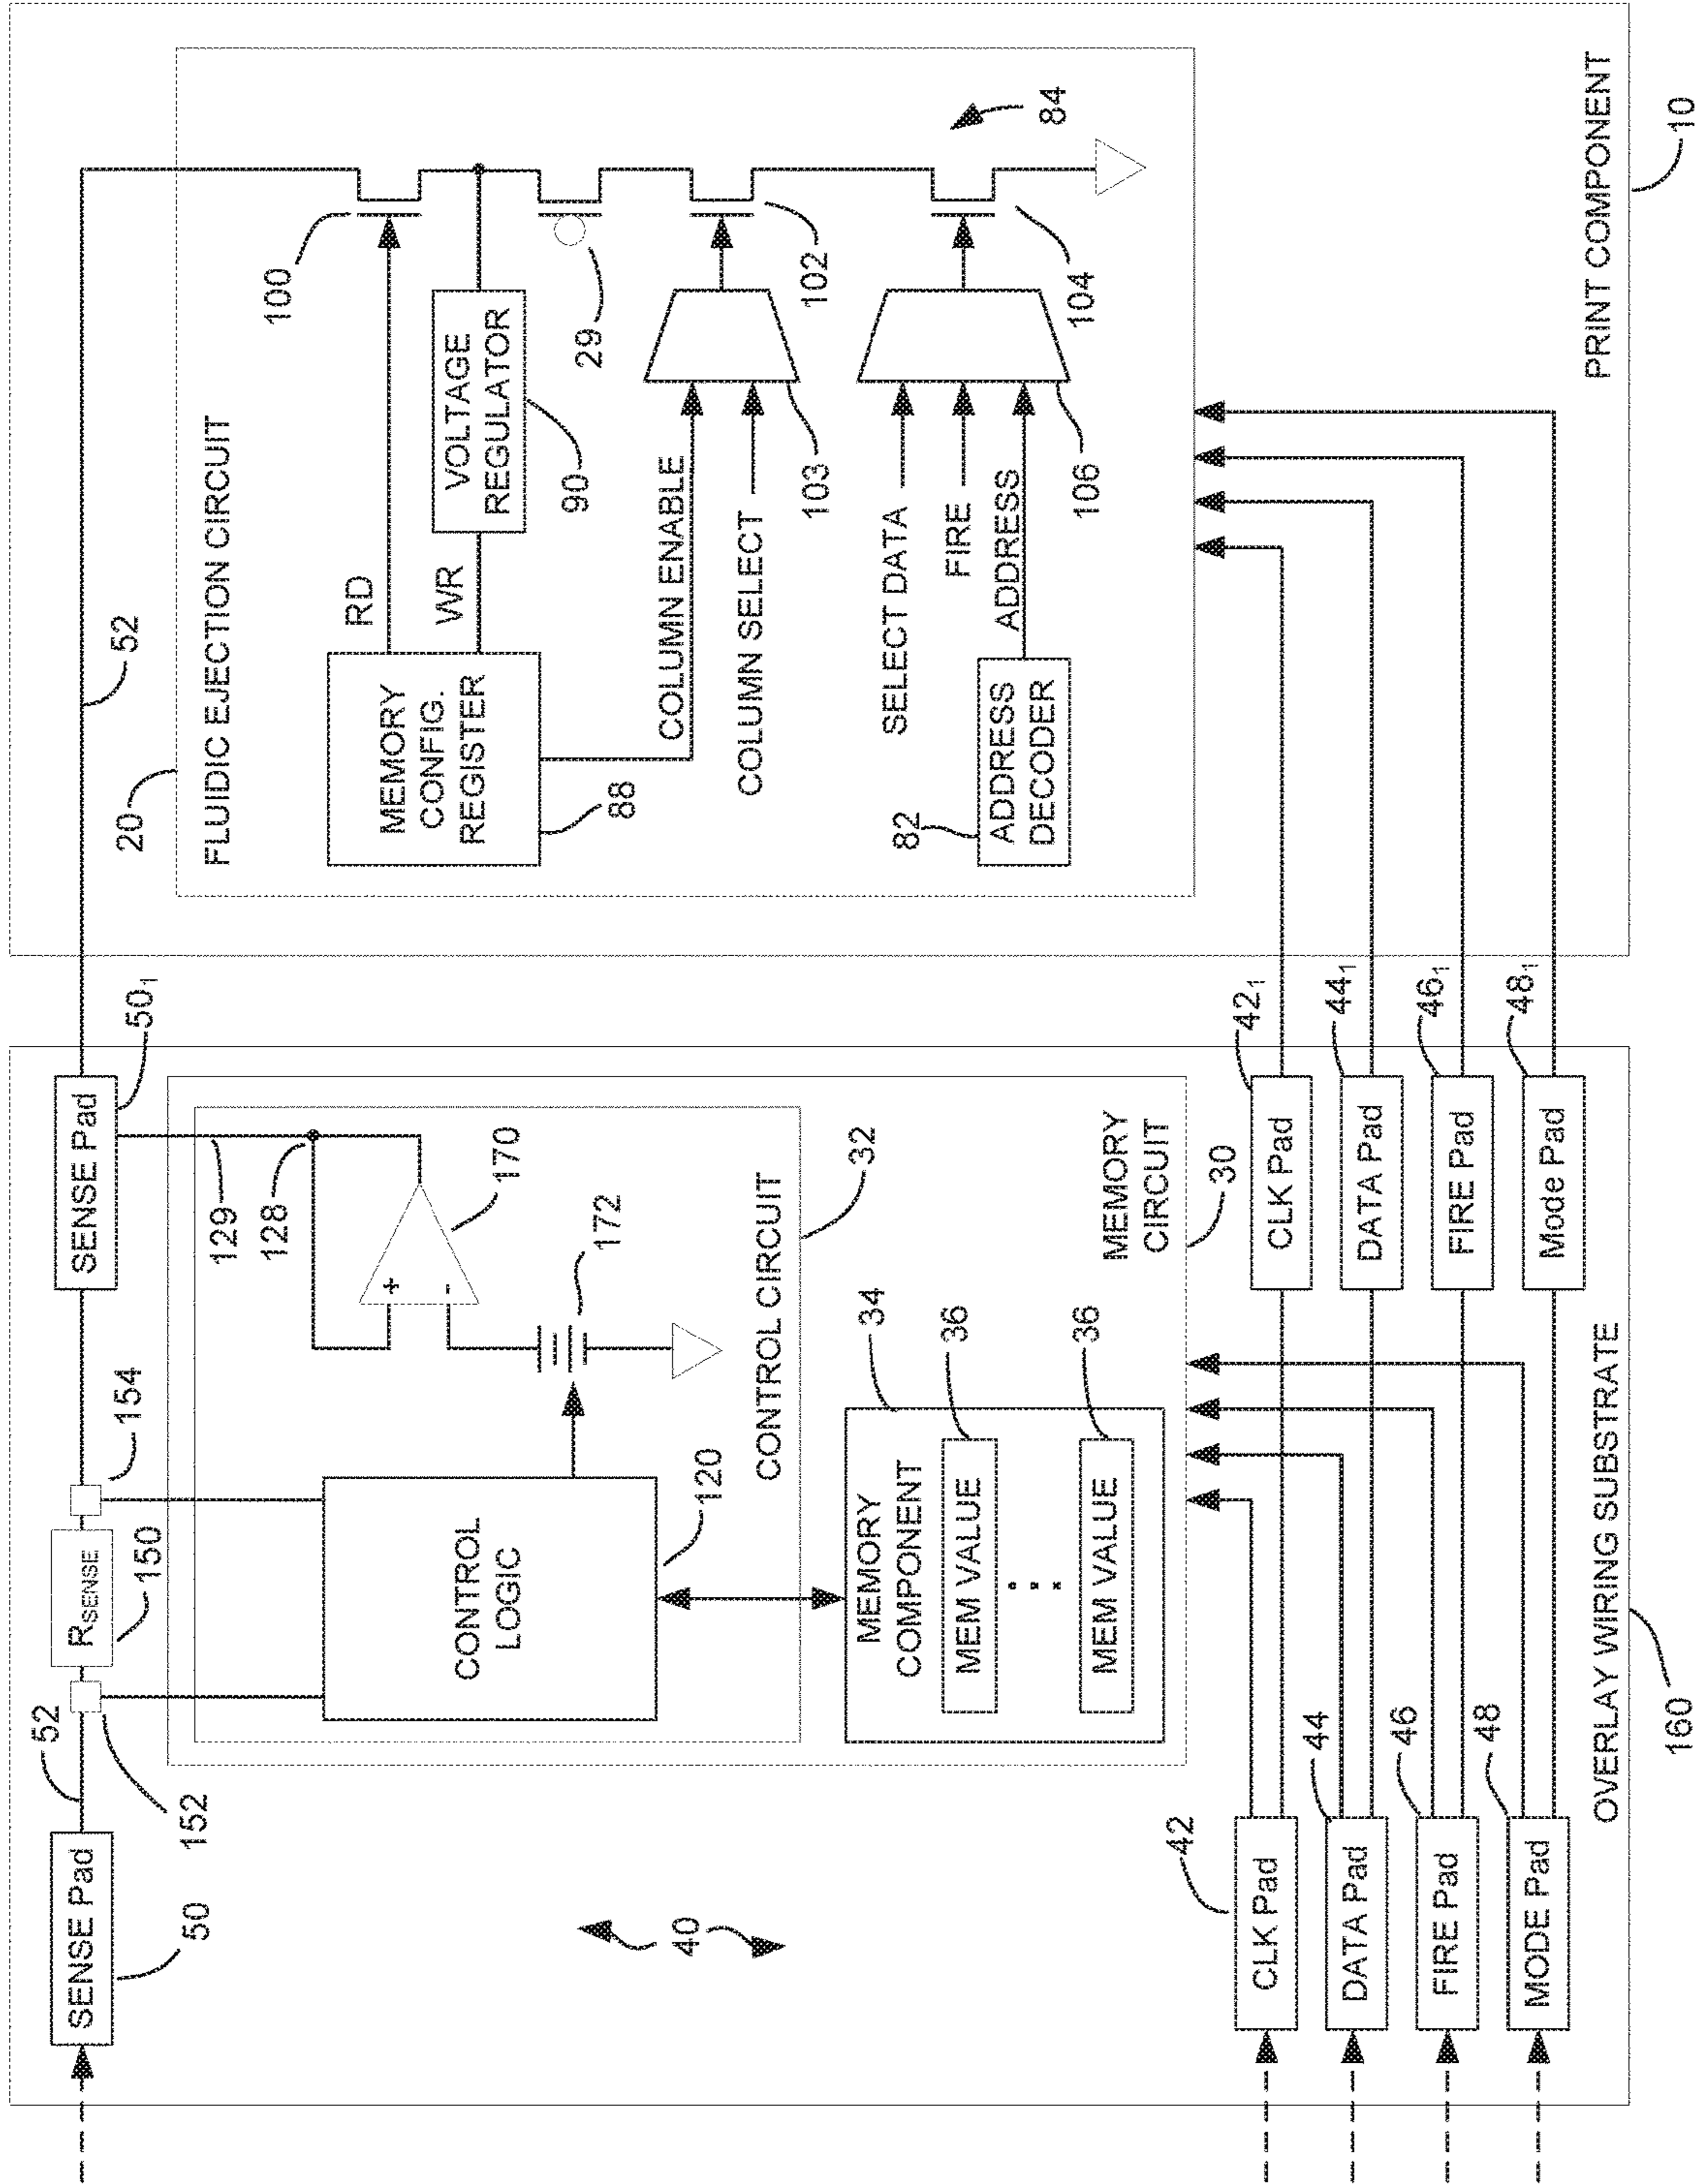 SENSE Pad
50
52
152
R_SENSE
150
154
SENSE Pad
50₁
52
129
128
170
+
-
172
CONTROL
LOGIC
120
CONTROL CIRCUIT
32
MEMORY
COMPONENT
34
MEM VALUE
36
MEM VALUE
36
MEMORY
CIRCUIT
30
40
CLK Pad
42
DATA Pad
44
FIRE Pad
46
MODE Pad
48
CLK Pad
42₁
DATA Pad
44₁
FIRE Pad
46₁
Mode Pad
48₁
OVERLAY WIRING SUBSTRATE
160
20
FLUIDIC EJECTION CIRCUIT
MEMORY
CONFIG.
REGISTER
88
RD
WR
100
VOLTAGE
REGULATOR
90
29
COLUMN ENABLE
COLUMN SELECT
103
102
SELECT DATA
FIRE
ADDRESS
82
ADDRESS
DECODER
106
104
84
PRINT COMPONENT
10